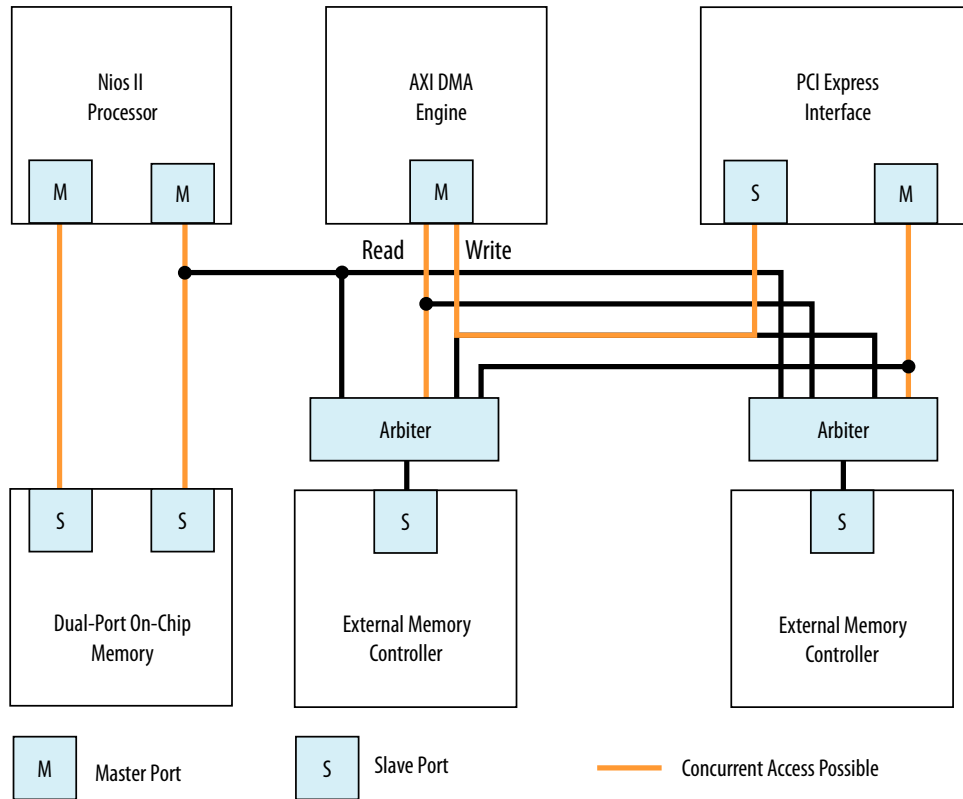 Nios II
Processor
AXI DMA
Engine
PCI Express
Interface
M
M
M
S
M
Read
Write
Arbiter
Arbiter
S
S
S
S
Dual-Port On-Chip
Memory
External Memory
Controller
External Memory
Controller
M
Master Port
S
Slave Port
Concurrent Access Possible